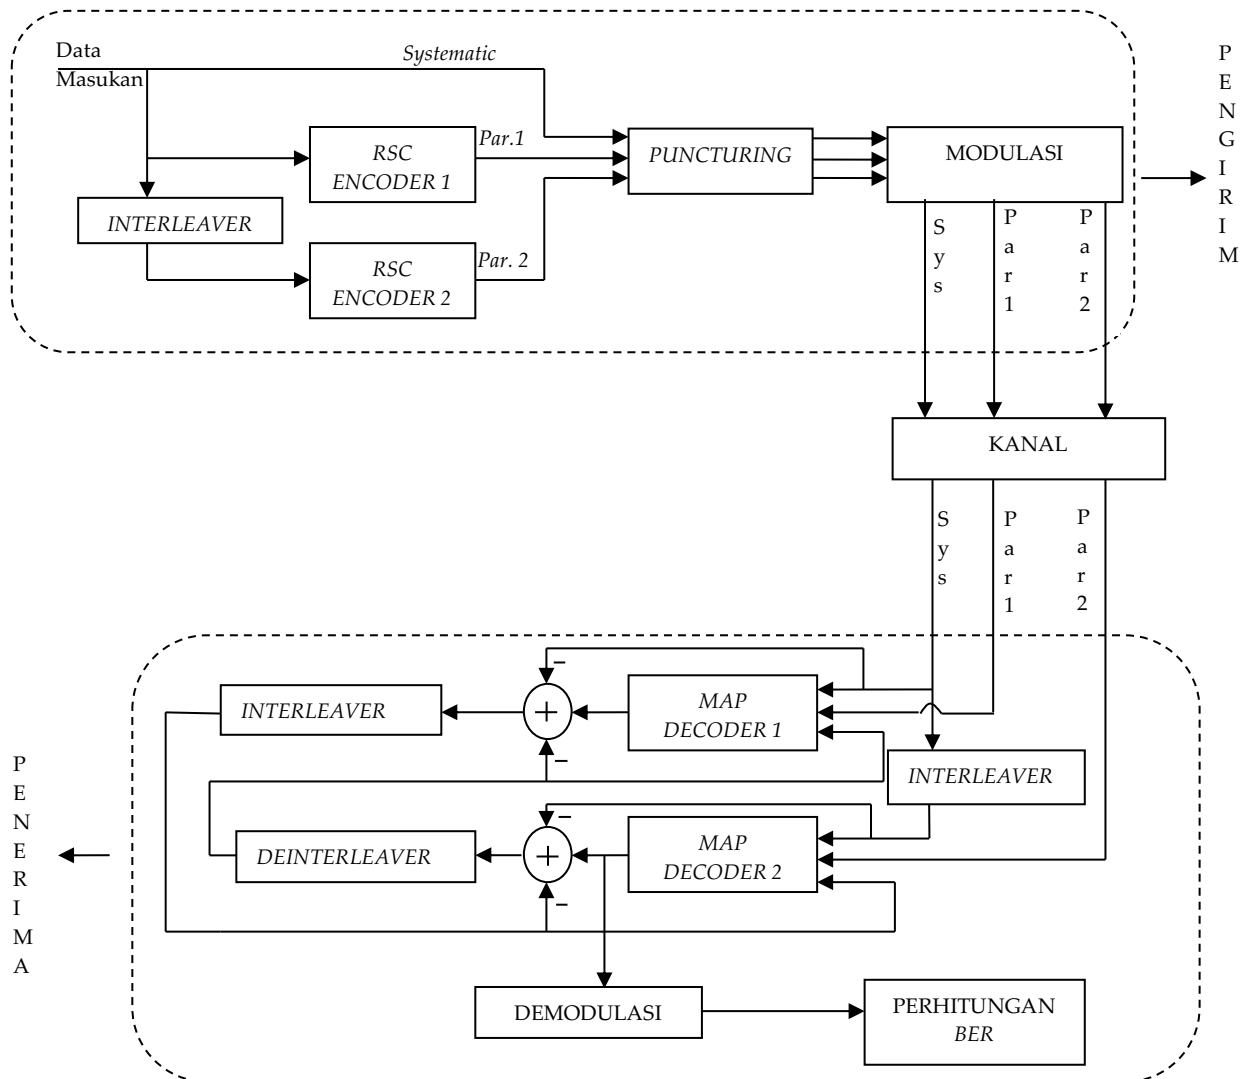 Data
Masukan
Systematic
Par.1
RSC
ENCODER 1
PUNCTURING
MODULASI
INTERLEAVER
Par. 2
RSC
ENCODER 2
Sys
Par1
Par2
PENGIRIM
KANAL
Sys
Par1
Par2
INTERLEAVER
–
+
–
MAP
DECODER 1
INTERLEAVER
PENERIMA
DEINTERLEAVER
–
+
–
MAP
DECODER 2
DEMODULASI
PERHITUNGAN
BER